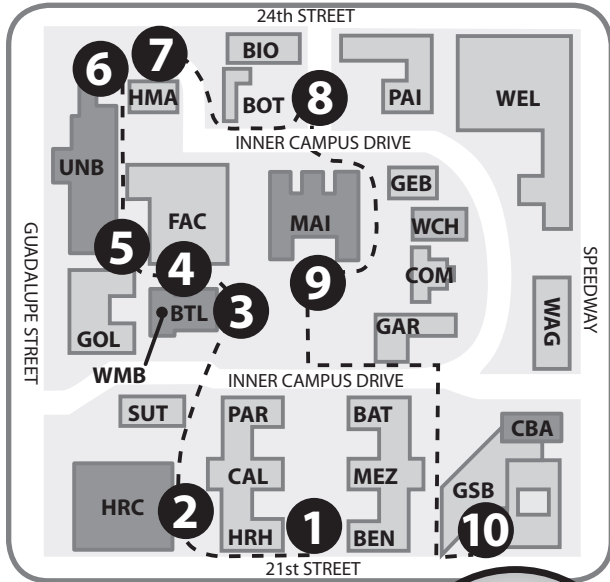 24th STREET
6
7
BIO
HMA
BOT
8
PAI
WEL
INNER CAMPUS DRIVE
UNB
GEB
FAC
MAI
WCH
GUADALUPE STREET
5
4
9
COM
SPEEDWAY
BTL
3
GOL
GAR
WAG
WMB
INNER CAMPUS DRIVE
SUT
PAR
BAT
CBA
CAL
MEZ
HRC
2
GSB
HRH
1
BEN
10
21st STREET